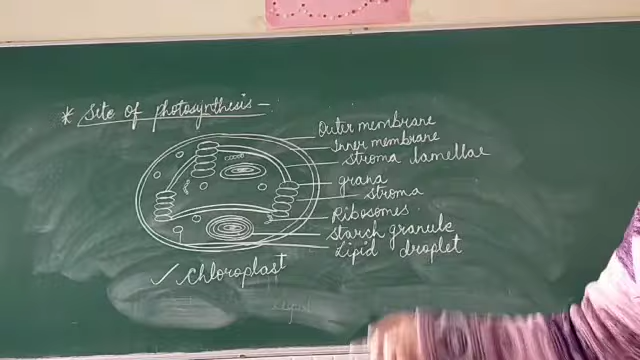 * Site of photosynthesis -
Outer membrane
Inner membrane
Stroma lamellae
grana
stroma
Ribosomes.
Starch granule
Lipid droplet
✓ Chloroplast